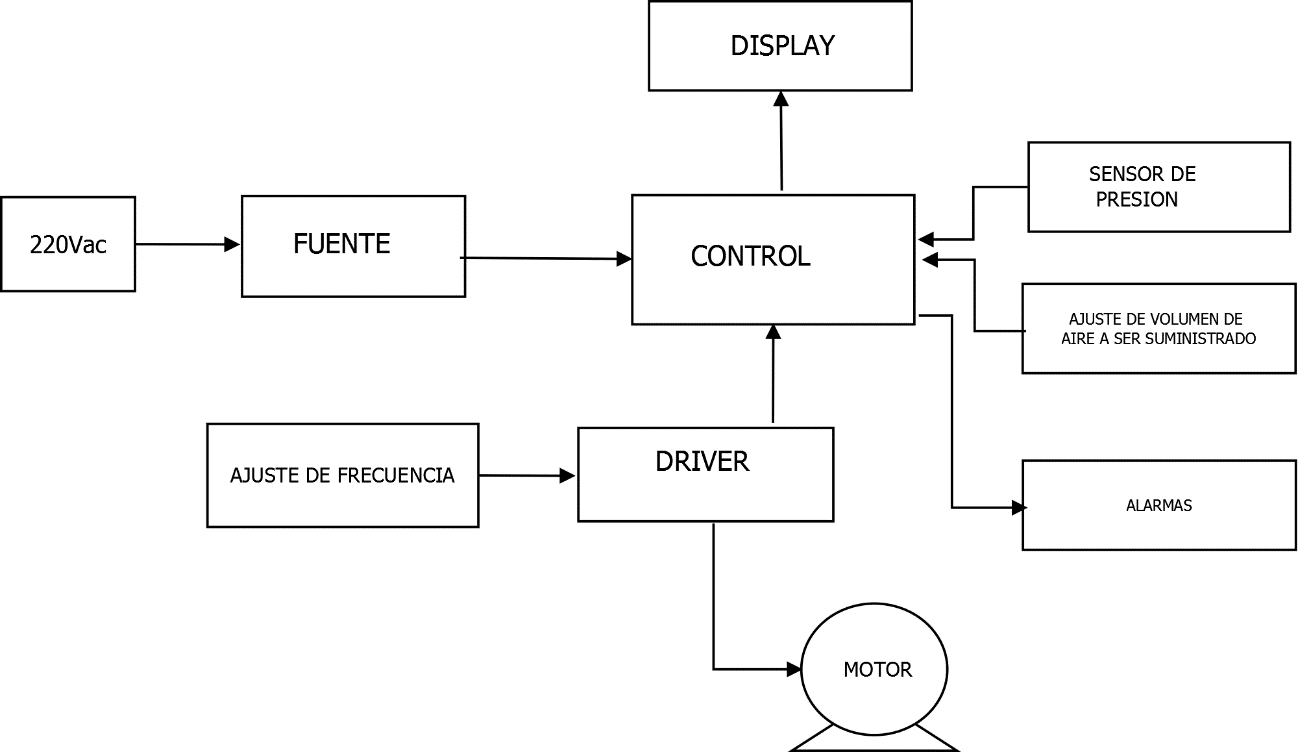 DISPLAY
SENSOR DE
PRESION
220Vac
FUENTE
CONTROL
AJUSTE DE VOLUMEN DE
AIRE A SER SUMINISTRADO
AJUSTE DE FRECUENCIA
DRIVER
ALARMAS
MOTOR